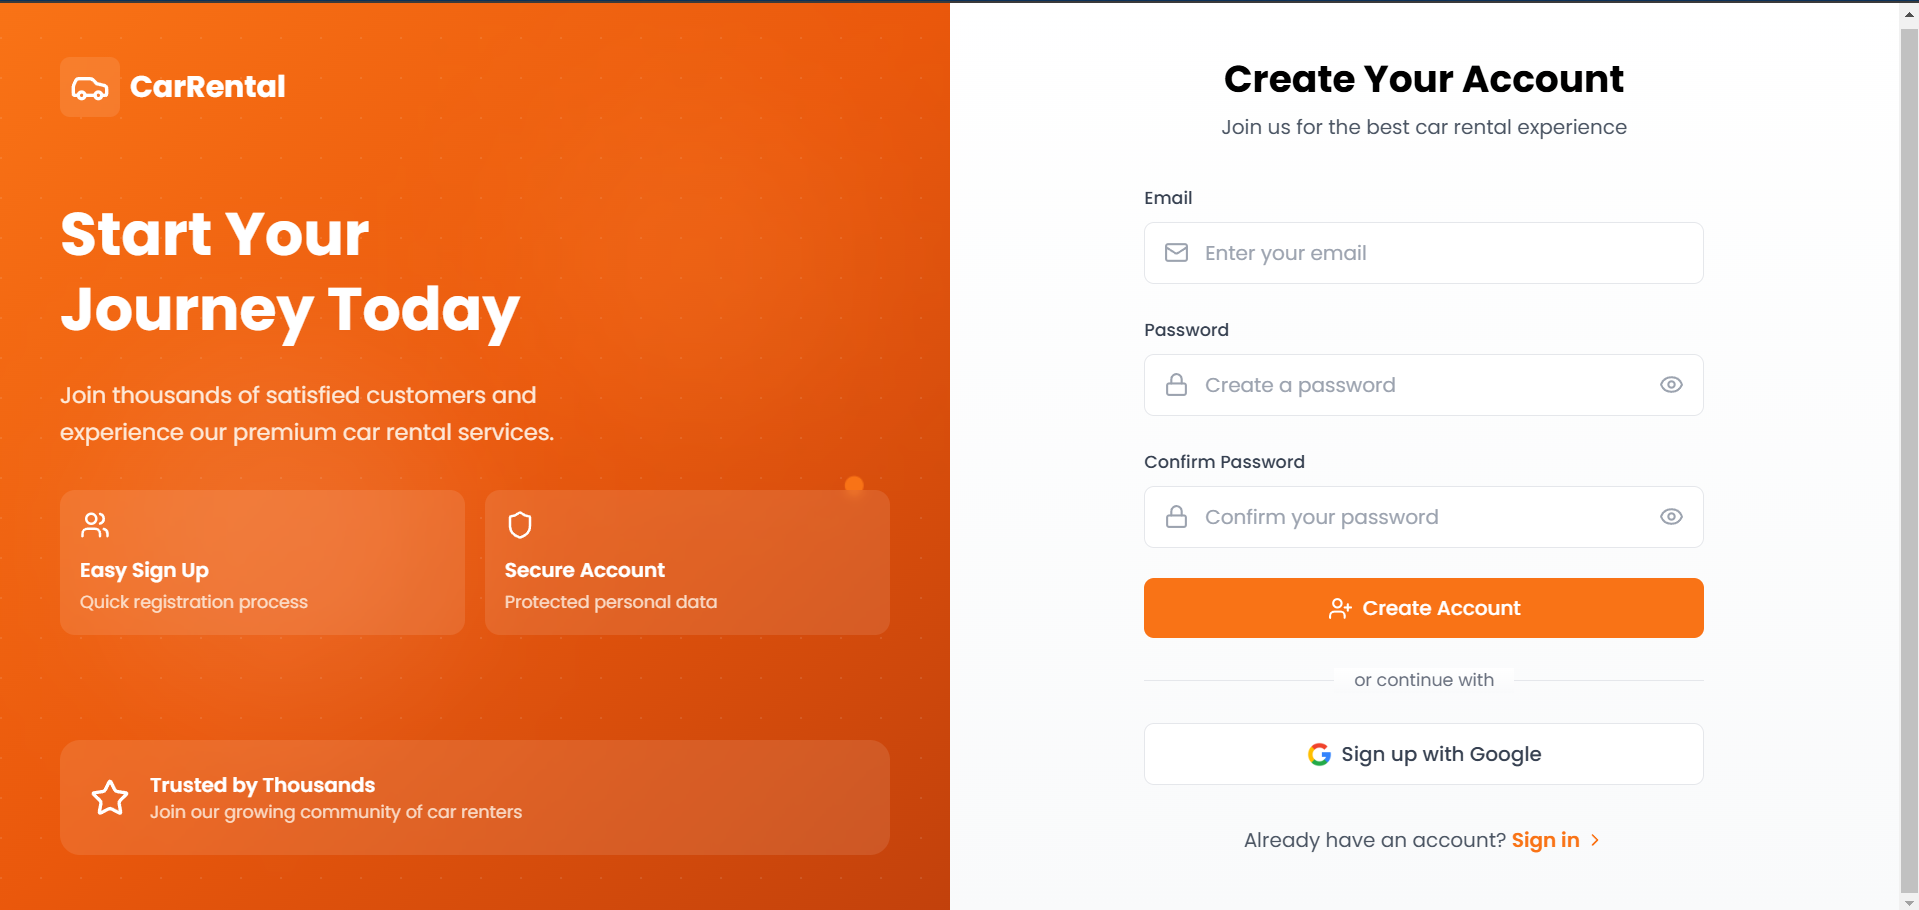 CarRental
Start Your
Journey Today
Join thousands of satisfied customers and
experience our premium car rental services.
Easy Sign Up
Quick registration process
Secure Account
Protected personal data
Trusted by Thousands
Join our growing community of car renters
Create Your Account
Join us for the best car rental experience
Email
Enter your email
Password
Create a password
Confirm Password
Confirm your password
Create Account
or continue with
Sign up with Google
Already have an account? Sign in